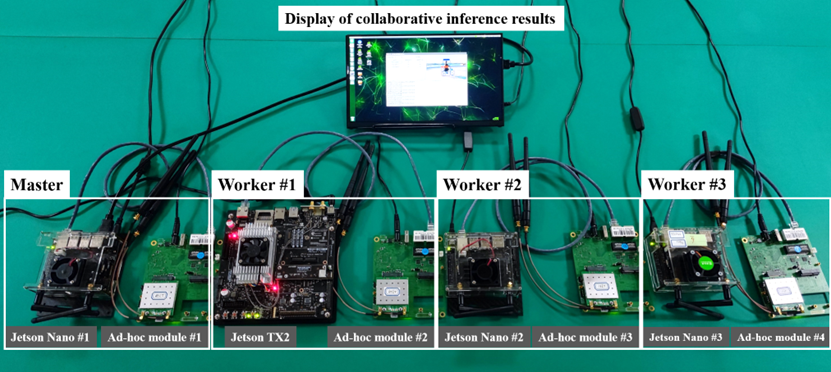 Display of collaborative inference results
Master
Worker #1
Worker #2
Worker #3
Jetson Nano #1
Ad-hoc module #1
Jetson TX2
Ad-hoc module #2
Jetson Nano #2
Ad-hoc module #3
Jetson Nano #3
Ad-hoc module #4